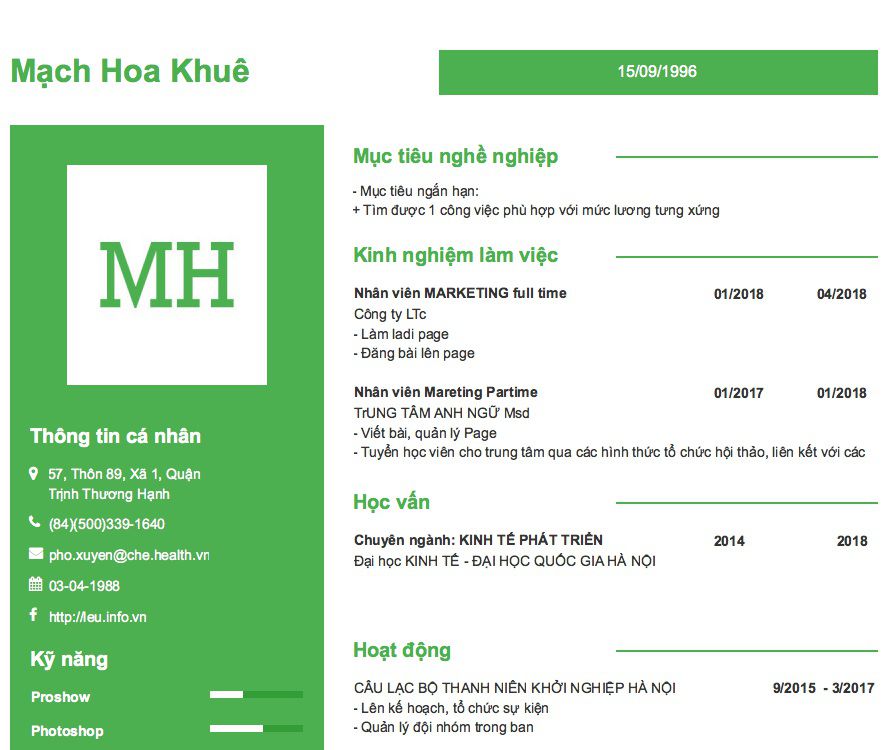 Mạch Hoa Khuê
15/09/1996
MH
Thông tin cá nhân
57, Thôn 89, Xã 1, Quận
Trịnh Thương Hạnh
(84)(500)339-1640
pho.xuyen@che.health.vn
03-04-1988
http://leu.info.vn
Kỹ năng
Proshow
Photoshop
Mục tiêu nghề nghiệp
- Mục tiêu ngắn hạn:
+ Tìm được 1 công việc phù hợp với mức lương tưng xứng
Kinh nghiệm làm việc
Nhân viên MARKETING full time 01/2018 04/2018
Công ty LTc
- Làm ladi page
- Đăng bài lên page
Nhân viên Mareting Partime 01/2017 01/2018
TrUNG TÂM ANH NGỮ Msd
- Viết bài, quản lý Page
- Tuyển học viên cho trung tâm qua các hình thức tổ chức hội thảo, liên kết với các
Học vấn
Chuyên ngành: KINH TẾ PHÁT TRIỂN 2014 2018
Đại học KINH TẾ - ĐẠI HỌC QUỐC GIA HÀ NỘI
Hoạt động
CÂU LẠC BỘ THANH NIÊN KHỞI NGHIỆP HÀ NỘI 9/2015 - 3/2017
- Lên kế hoạch, tổ chức sự kiện
- Quản lý đội nhóm trong ban